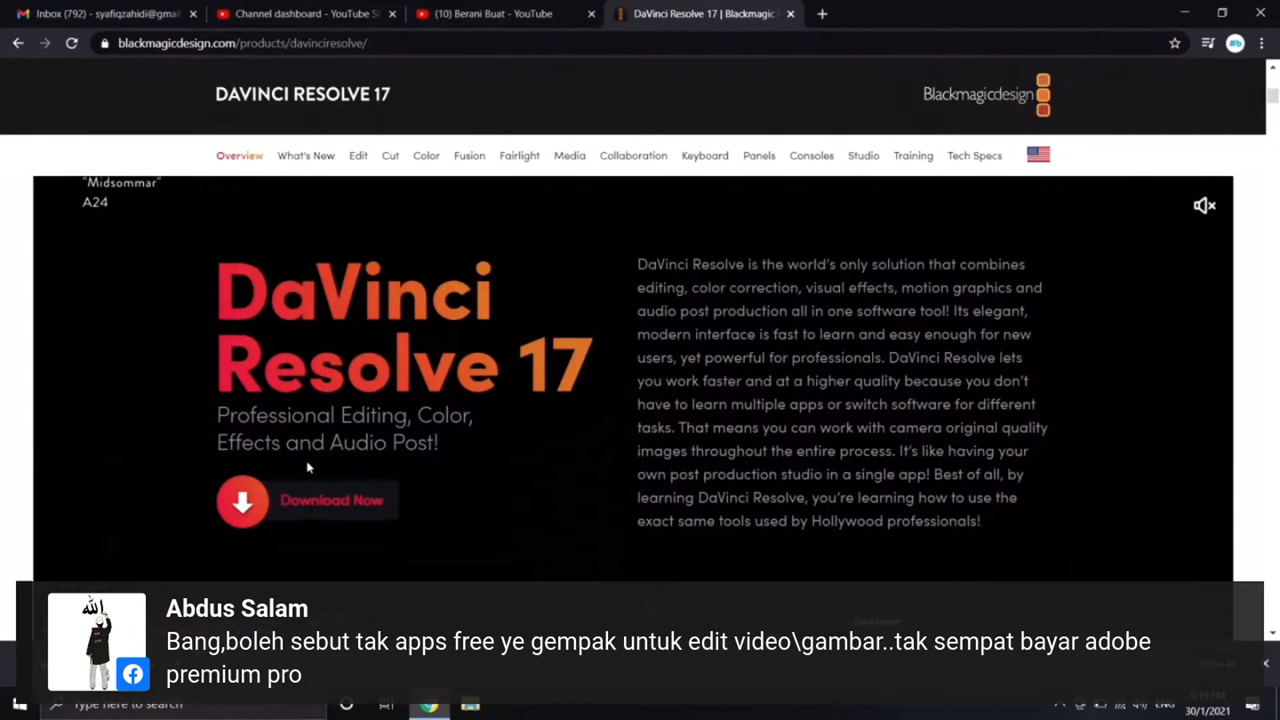 Inbox (792) - syafiqzahidi@gmai
Channel dashboard - YouTube S
(10) Berani Buat - YouTube
DaVinci Resolve 17 | Blackmagic
blackmagicdesign.com/products/davinciresolve/
#b
DAVINCI RESOLVE 17
Blackmagicdesign
Overview What's New Edit Cut Color Fusion Fairlight Media Collaboration Keyboard Panels Consoles Studio Training Tech Specs
"Midsommar"
A24
DaVinci
Resolve 17
Professional Editing, Color,
Effects and Audio Post!
Download Now
DaVinci Resolve is the world's only solution that combines
editing, color correction, visual effects, motion graphics and
audio post production all in one software tool! Its elegant,
modern interface is fast to learn and easy enough for new
users, yet powerful for professionals. DaVinci Resolve lets
you work faster and at a higher quality because you don't
have to learn multiple apps or switch software for different
tasks. That means you can work with camera original quality
images throughout the entire process. It's like having your
own post production studio in a single app! Best of all, by
learning DaVinci Resolve, you're learning how to use the
exact same tools used by Hollywood professionals!
الله
Abdus Salam
Bang,boleh sebut tak apps free ye gempak untuk edit video\gambar..tak sempat bayar adobe
premium pro
Type here to search
ENG
30/1/2021